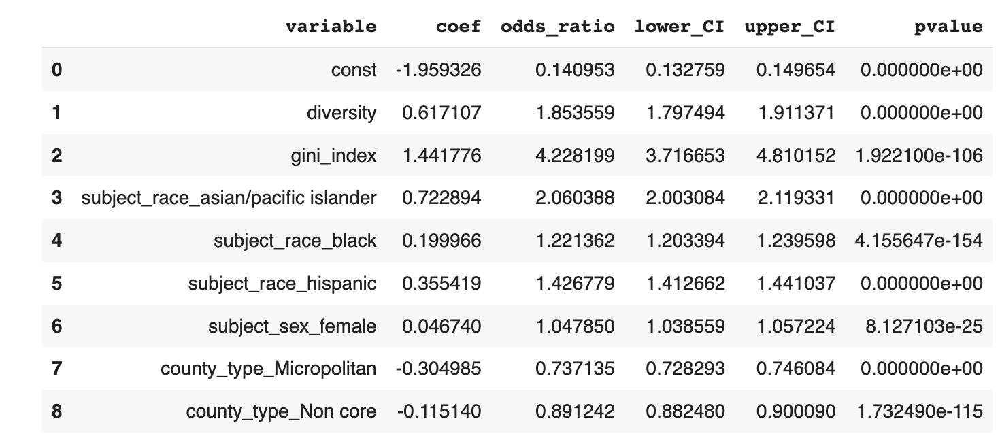 variable coef odds_ratio lower_CI upper_CI pvalue
0 const -1.959326 0.140953 0.132759 0.149654 0.000000e+00
1 diversity 0.617107 1.853559 1.797494 1.911371 0.000000e+00
2 gini_index 1.441776 4.228199 3.716653 4.810152 1.922100e-106
3 subject_race_asian/pacific islander 0.722894 2.060388 2.003084 2.119331 0.000000e+00
4 subject_race_black 0.199966 1.221362 1.203394 1.239598 4.155647e-154
5 subject_race_hispanic 0.355419 1.426779 1.412662 1.441037 0.000000e+00
6 subject_sex_female 0.046740 1.047850 1.038559 1.057224 8.127103e-25
7 county_type_Micropolitan -0.304985 0.737135 0.728293 0.746084 0.000000e+00
8 county_type_Non core -0.115140 0.891242 0.882480 0.900090 1.732490e-115